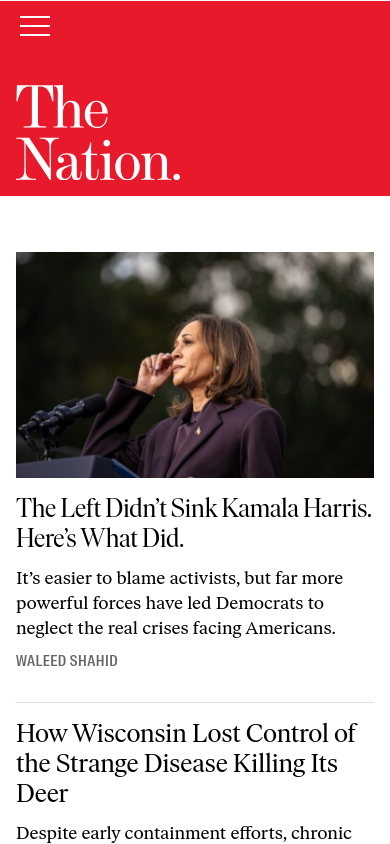 The
Nation.
The Left Didn’t Sink Kamala Harris.
Here’s What Did.
It’s easier to blame activists, but far more
powerful forces have led Democrats to
neglect the real crises facing Americans.
WALEED SHAHID
How Wisconsin Lost Control of
the Strange Disease Killing Its
Deer
Despite early containment efforts, chronic